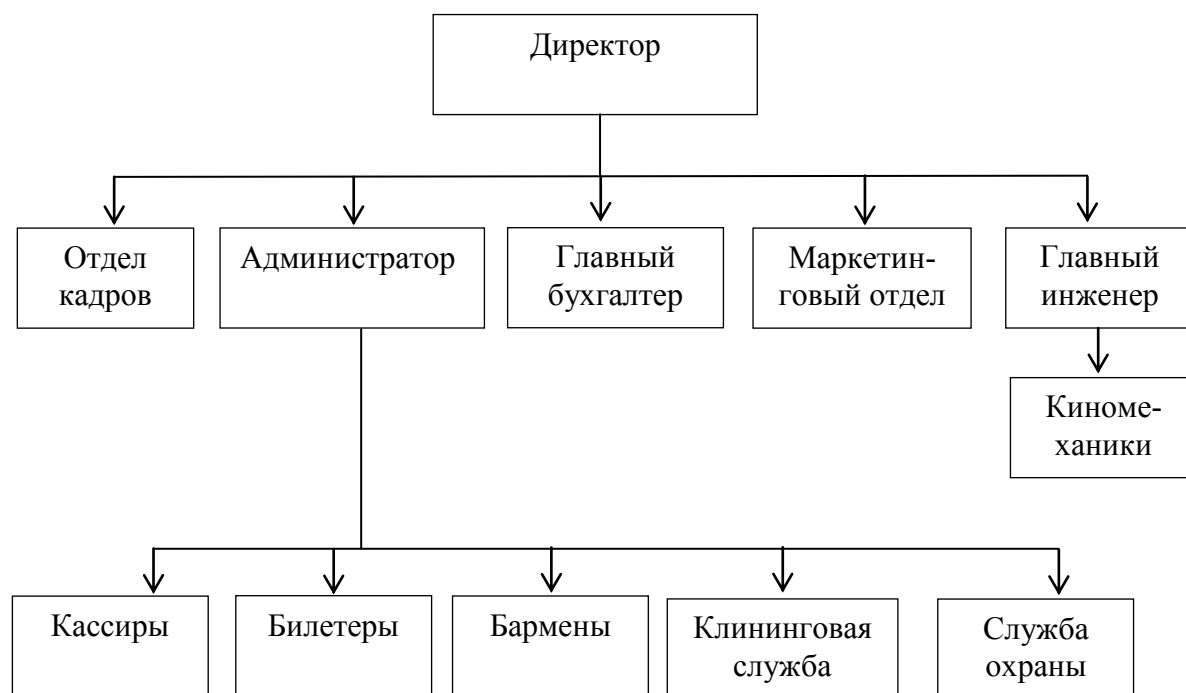 Директор
Отдел
кадров
Администратор
Главный
бухгалтер
Маркетин-
говый отдел
Главный
инженер
Киноме-
ханики
Кассиры
Билетеры
Бармены
Клининговая
служба
Служба
охраны